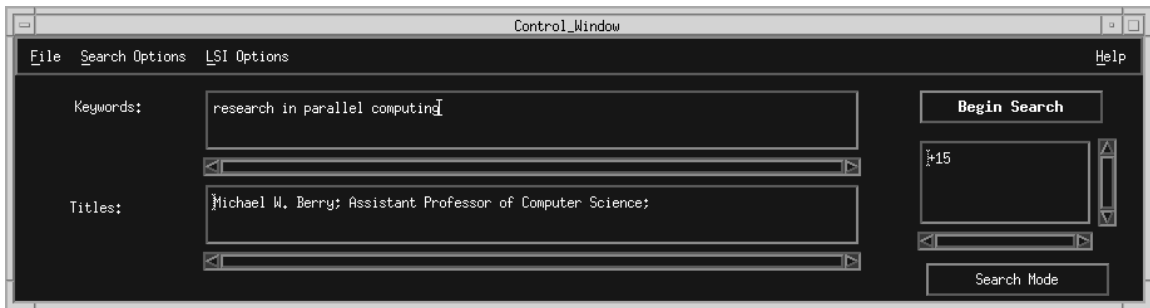 Control_Window
File Search Options LSI Options Help
Keywords: research in parallel computing Begin Search
+15
Titles: Michael W. Berry; Assistant Professor of Computer Science;
Search Mode